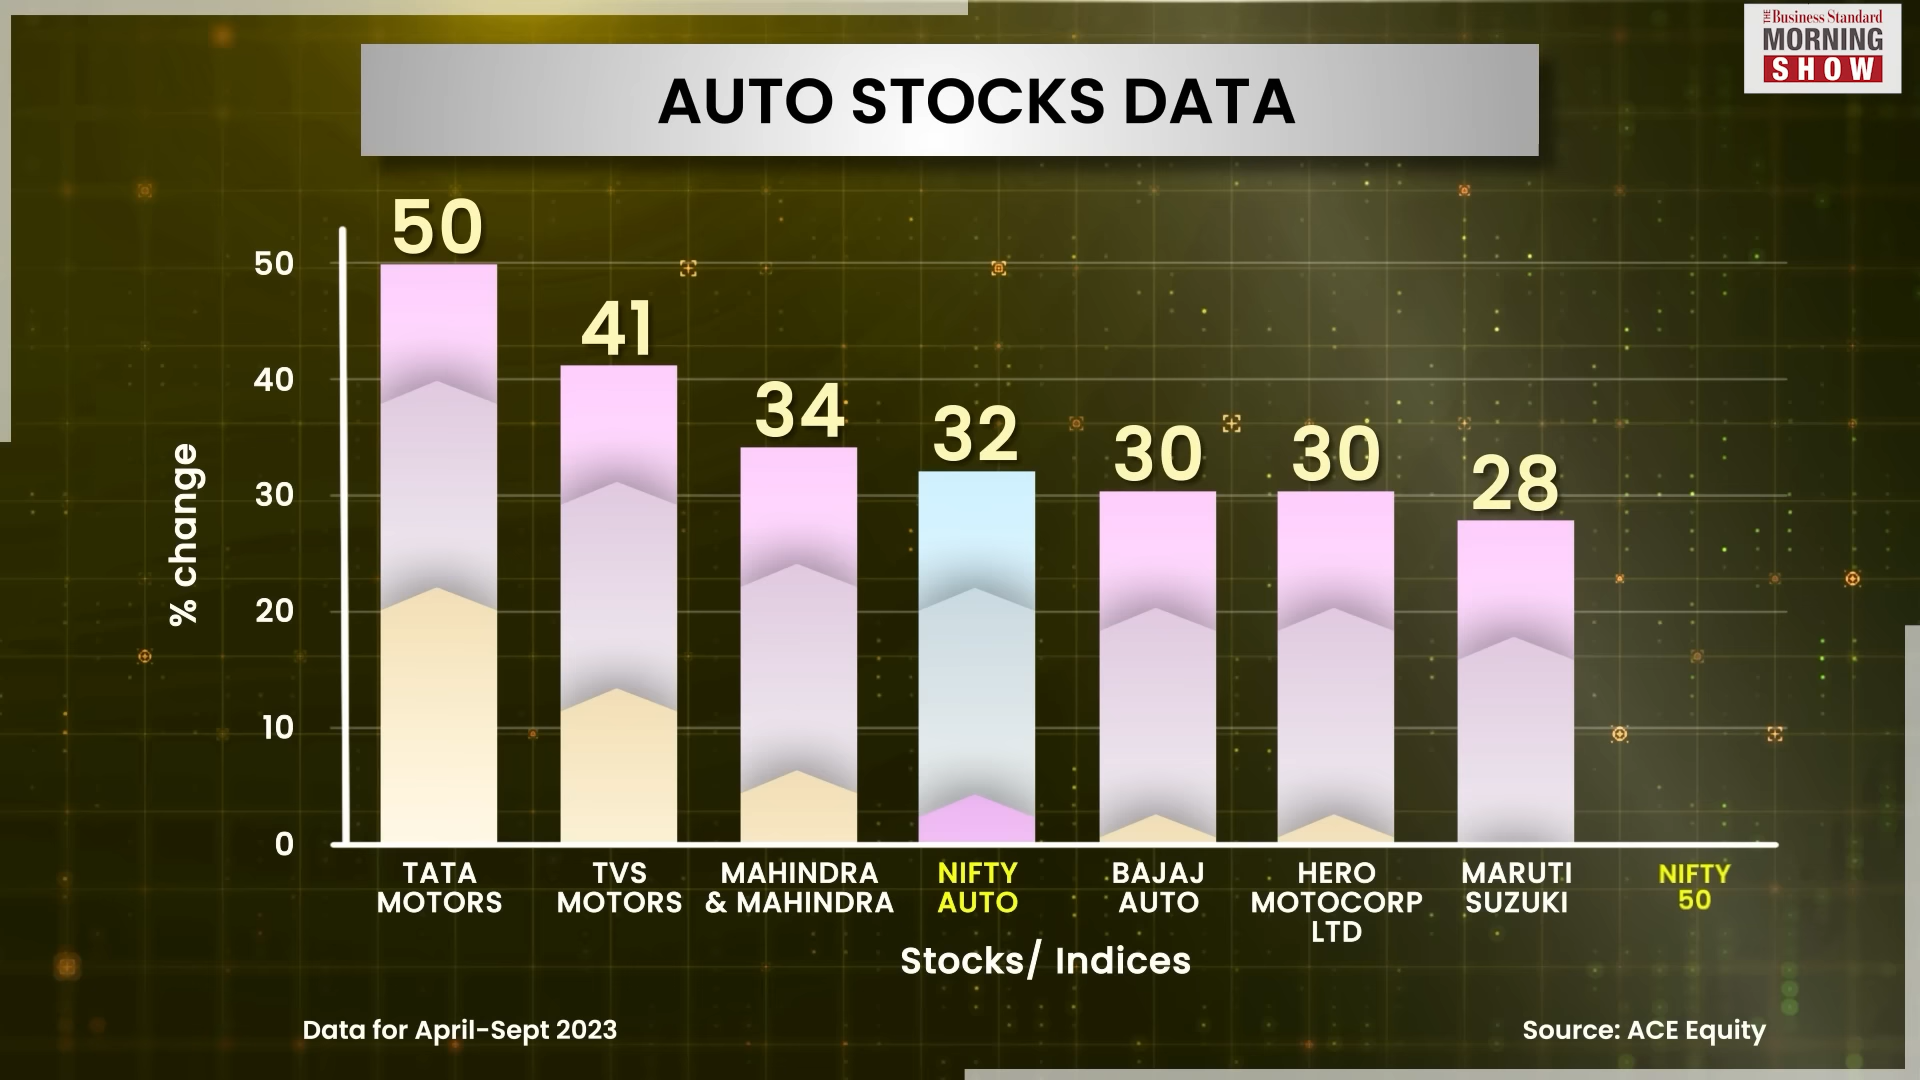 THE Business Standard
MORNING
SHOW
AUTO STOCKS DATA
50
41
34
32
30
30
28
50
40
30
20
10
0
% change
TATA
MOTORS
TVS
MOTORS
MAHINDRA
& MAHINDRA
NIFTY
AUTO
BAJAJ
AUTO
HERO
MOTOCORP
LTD
MARUTI
SUZUKI
NIFTY
50
Stocks/ Indices
Data for April-Sept 2023
Source: ACE Equity